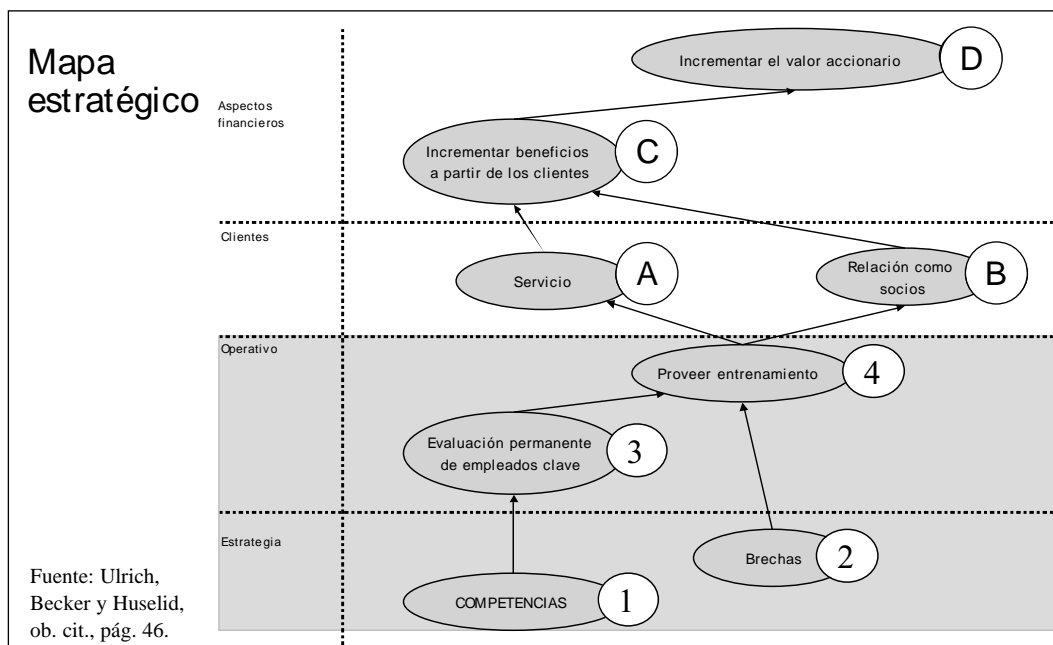 Mapa
estratégico
Aspectos
financieros
Incrementar el valor accionario
D
Incrementar beneficios
a partir de los clientes
C
Clientes
Servicio
A
Relación como
socios
B
Operativo
Proveer entrenamiento
4
Evaluación permanente
de empleados clave
3
Estrategia
Brechas
2
COMPETENCIAS
1
Fuente: Ulrich,
Becker y Huselid,
ob. cit., pág. 46.